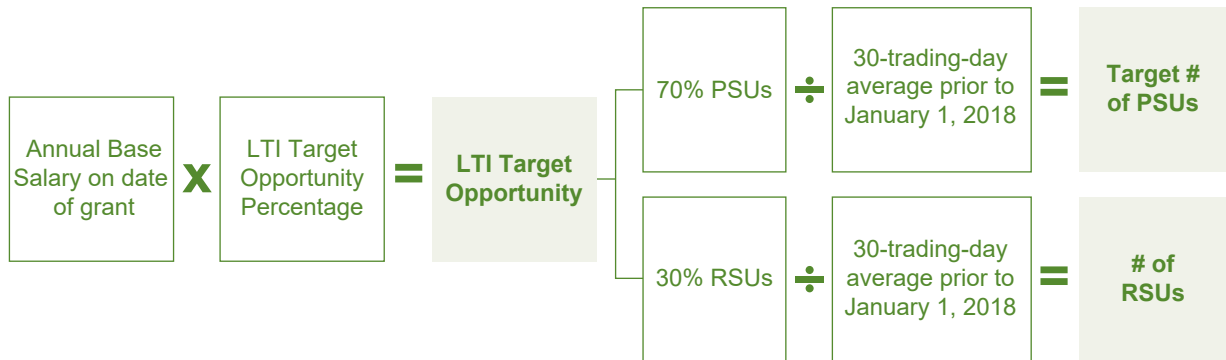 Annual Base
Salary on date
of grant
X
LTI Target
Opportunity
Percentage
=
LTI Target
Opportunity
70% PSUs
÷
30-trading-day
average prior to
January 1, 2018
=
Target #
of PSUs
30% RSUs
÷
30-trading-day
average prior to
January 1, 2018
=
# of
RSUs